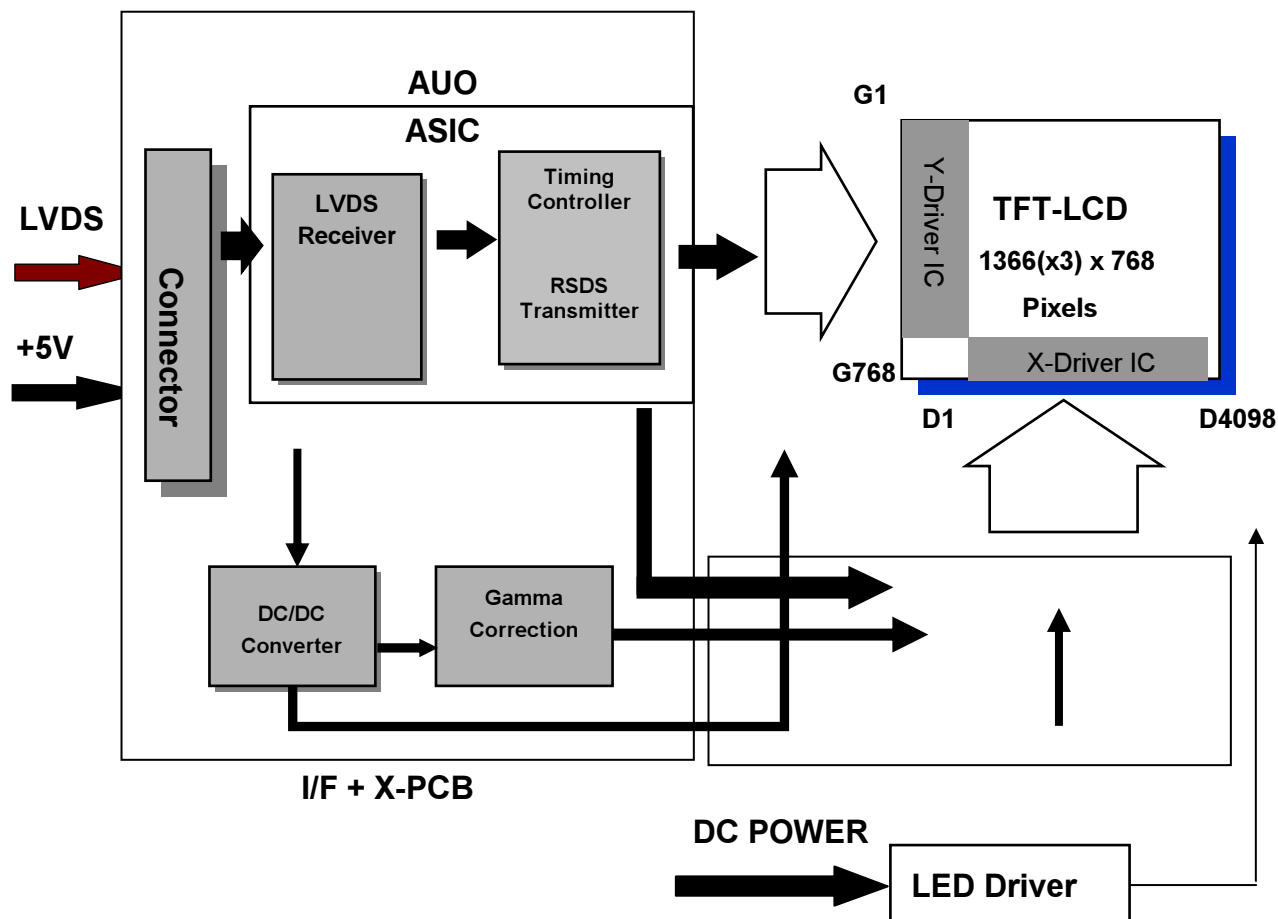 AUO
ASIC
G1
LVDS
+5V
Connector
LVDS
Receiver
Timing
Controller
RSDS
Transmitter
Y-Driver IC
TFT-LCD
1366(x3) x 768
Pixels
X-Driver IC
G768
D1
D4098
DC/DC
Converter
Gamma
Correction
I/F + X-PCB
DC POWER
LED Driver